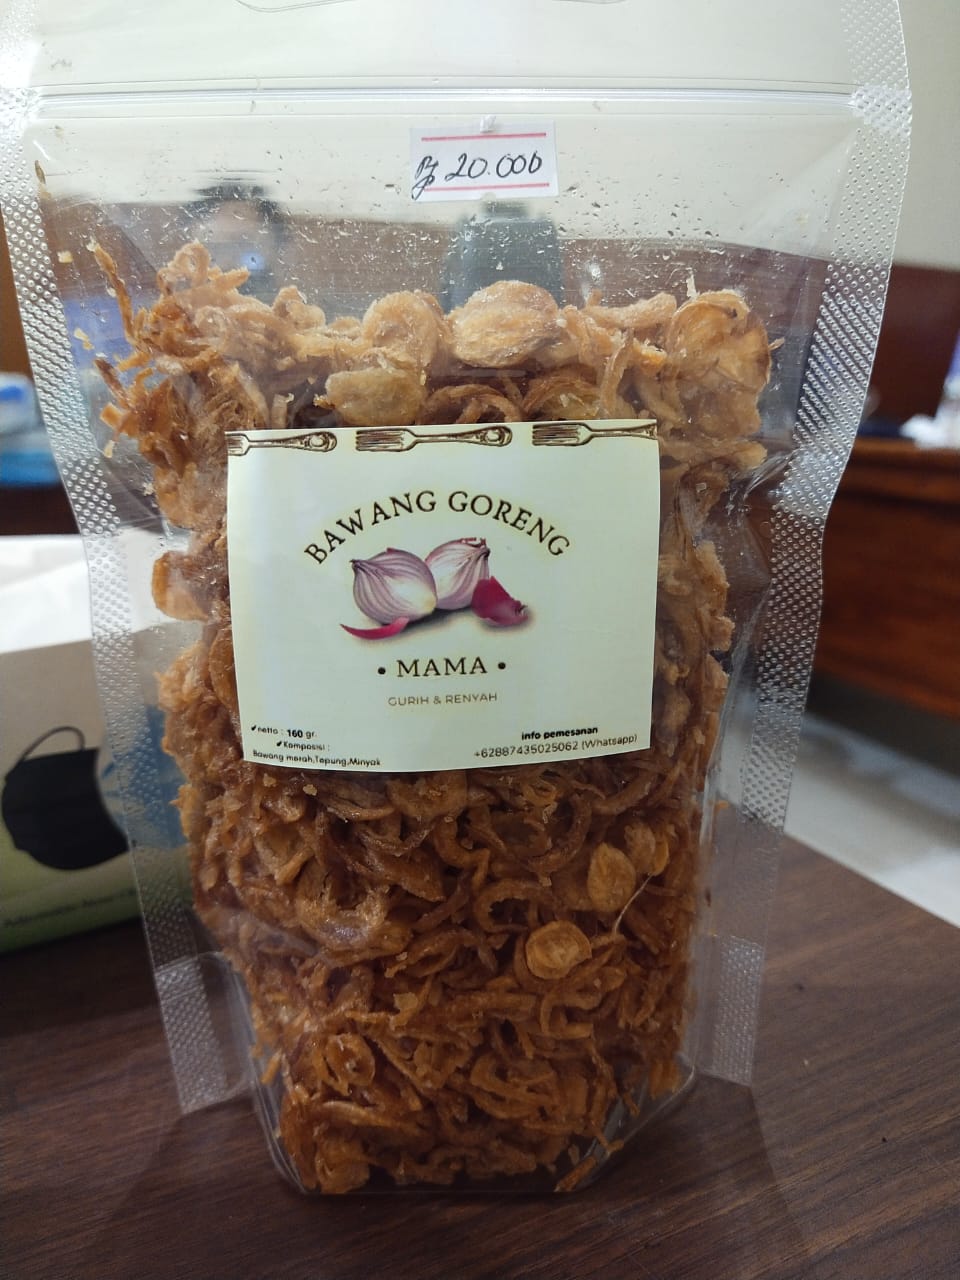 Rp 20.000
BAWANG GORENG
• MAMA •
GURIH & RENYAH
✔netto : 160 gr.
✔Komposisi :
Bawang merah,Tepung,Minyak
info pemesanan
+62887435025062 (Whatsapp)